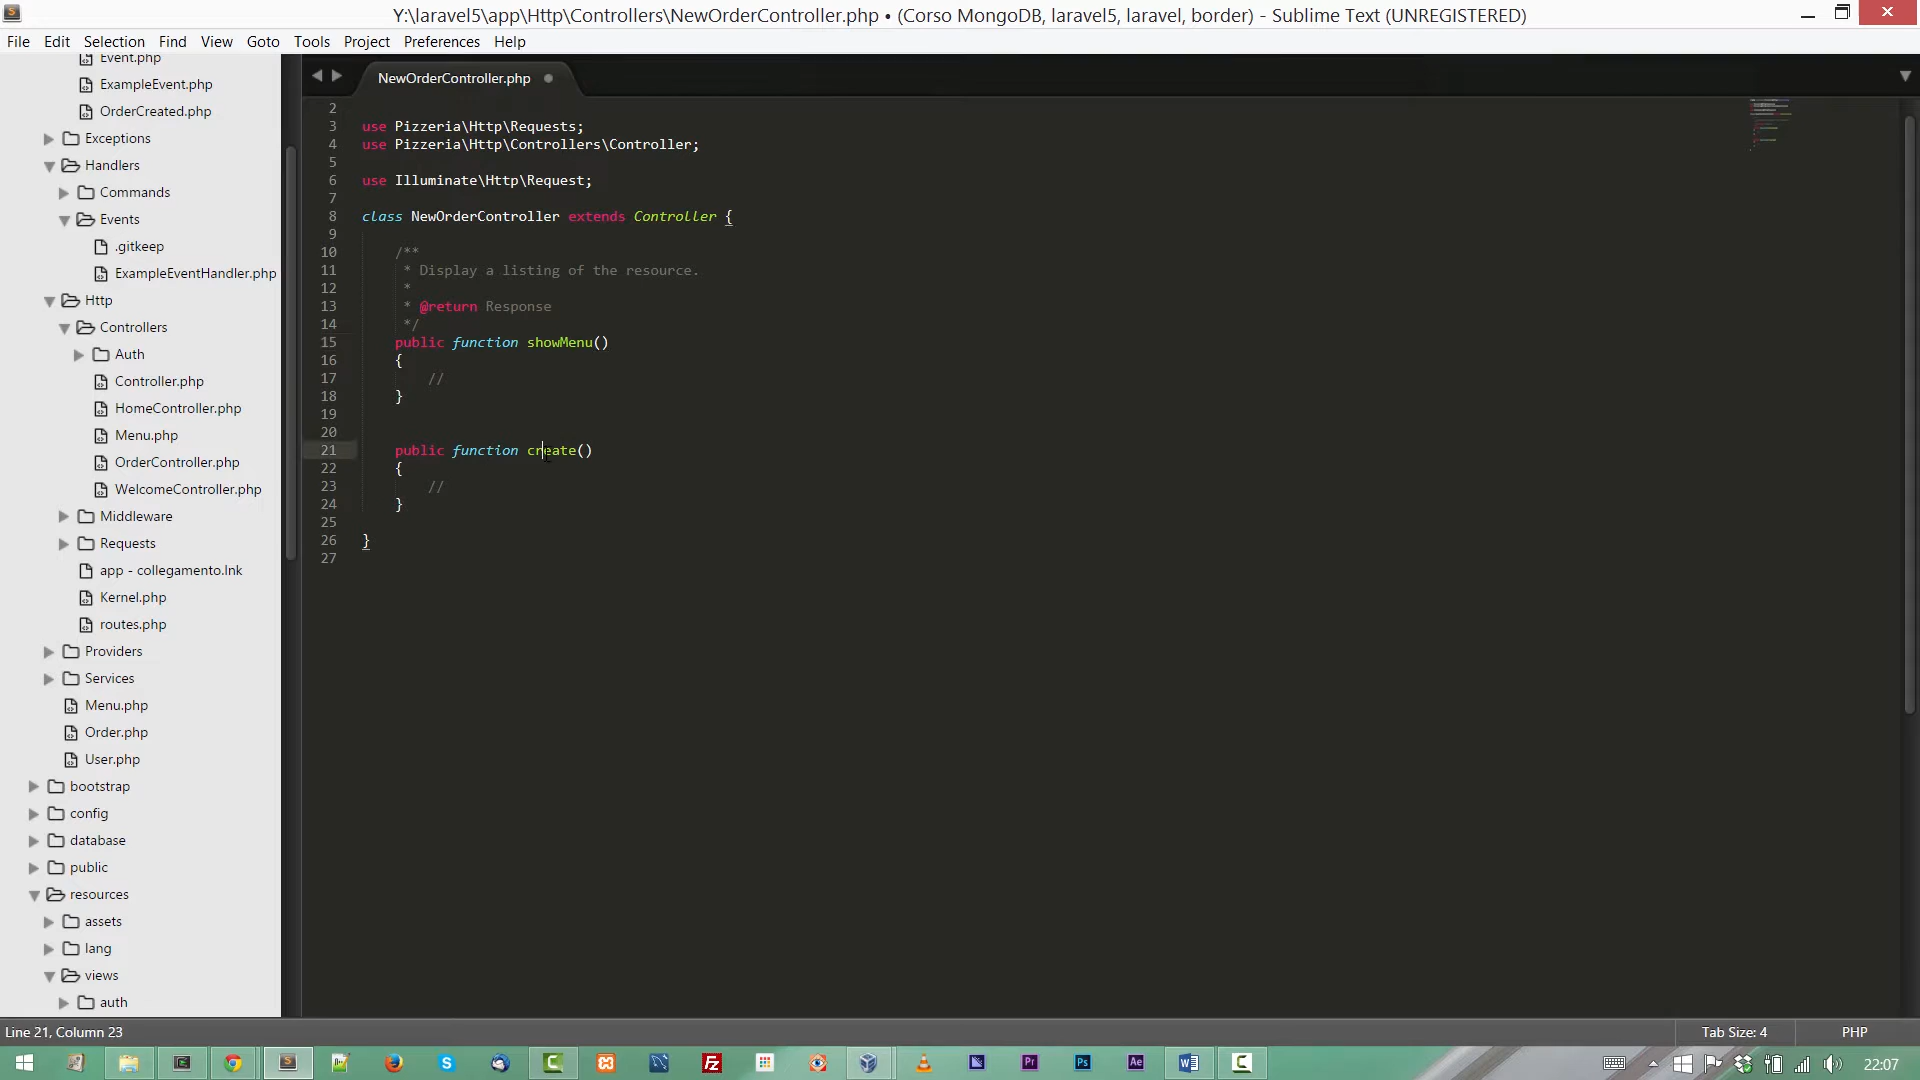 Y:\laravel5\app\Http\Controllers\NewOrderController.php • (Corso MongoDB, laravel5, laravel, border) - Sublime Text (UNREGISTERED)
File Edit Selection Find View Goto Tools Project Preferences Help
Event.php
ExampleEvent.php
OrderCreated.php
Exceptions
Handlers
Commands
Events
.gitkeep
ExampleEventHandler.php
Http
Controllers
Auth
Controller.php
HomeController.php
Menu.php
OrderController.php
WelcomeController.php
Middleware
Requests
app - collegamento.lnk
Kernel.php
routes.php
Providers
Services
Menu.php
Order.php
User.php
bootstrap
config
database
public
resources
assets
lang
views
auth
NewOrderController.php
2
3 use Pizzeria\Http\Requests;
4 use Pizzeria\Http\Controllers\Controller;
5
6 use Illuminate\Http\Request;
7
8 class NewOrderController extends Controller {
9
10 /**
11 * Display a listing of the resource.
12 *
13 * @return Response
14 */
15 public function showMenu()
16 {
17 //
18 }
19
20
21 public function create()
22 {
23 //
24 }
25
26 }
27
Line 21, Column 23
Tab Size: 4
PHP
22:07